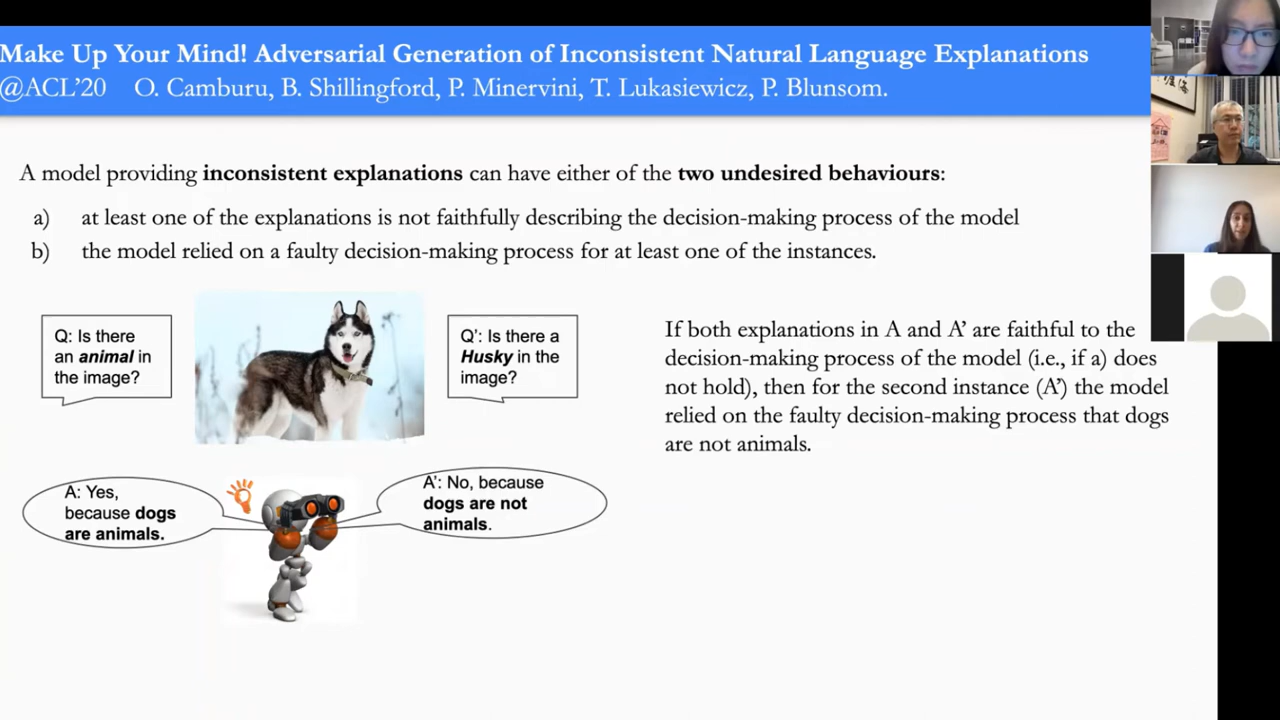 Make Up Your Mind! Adversarial Generation of Inconsistent Natural Language Explanations
@ACL'20 O. Camburu, B. Shillingford, P. Minervini, T. Lukasiewicz, P. Blunsom.
A model providing inconsistent explanations can have either of the two undesired behaviours:
a) at least one of the explanations is not faithfully describing the decision-making process of the model
b) the model relied on a faulty decision-making process for at least one of the instances.
Q: Is there
an animal in
the image?
Q': Is there a
Husky in the
image?
A: Yes,
because dogs
are animals.
A': No, because
dogs are not
animals.
If both explanations in A and A' are faithful to the
decision-making process of the model (i.e., if a) does
not hold), then for the second instance (A') the model
relied on the faulty decision-making process that dogs
are not animals.